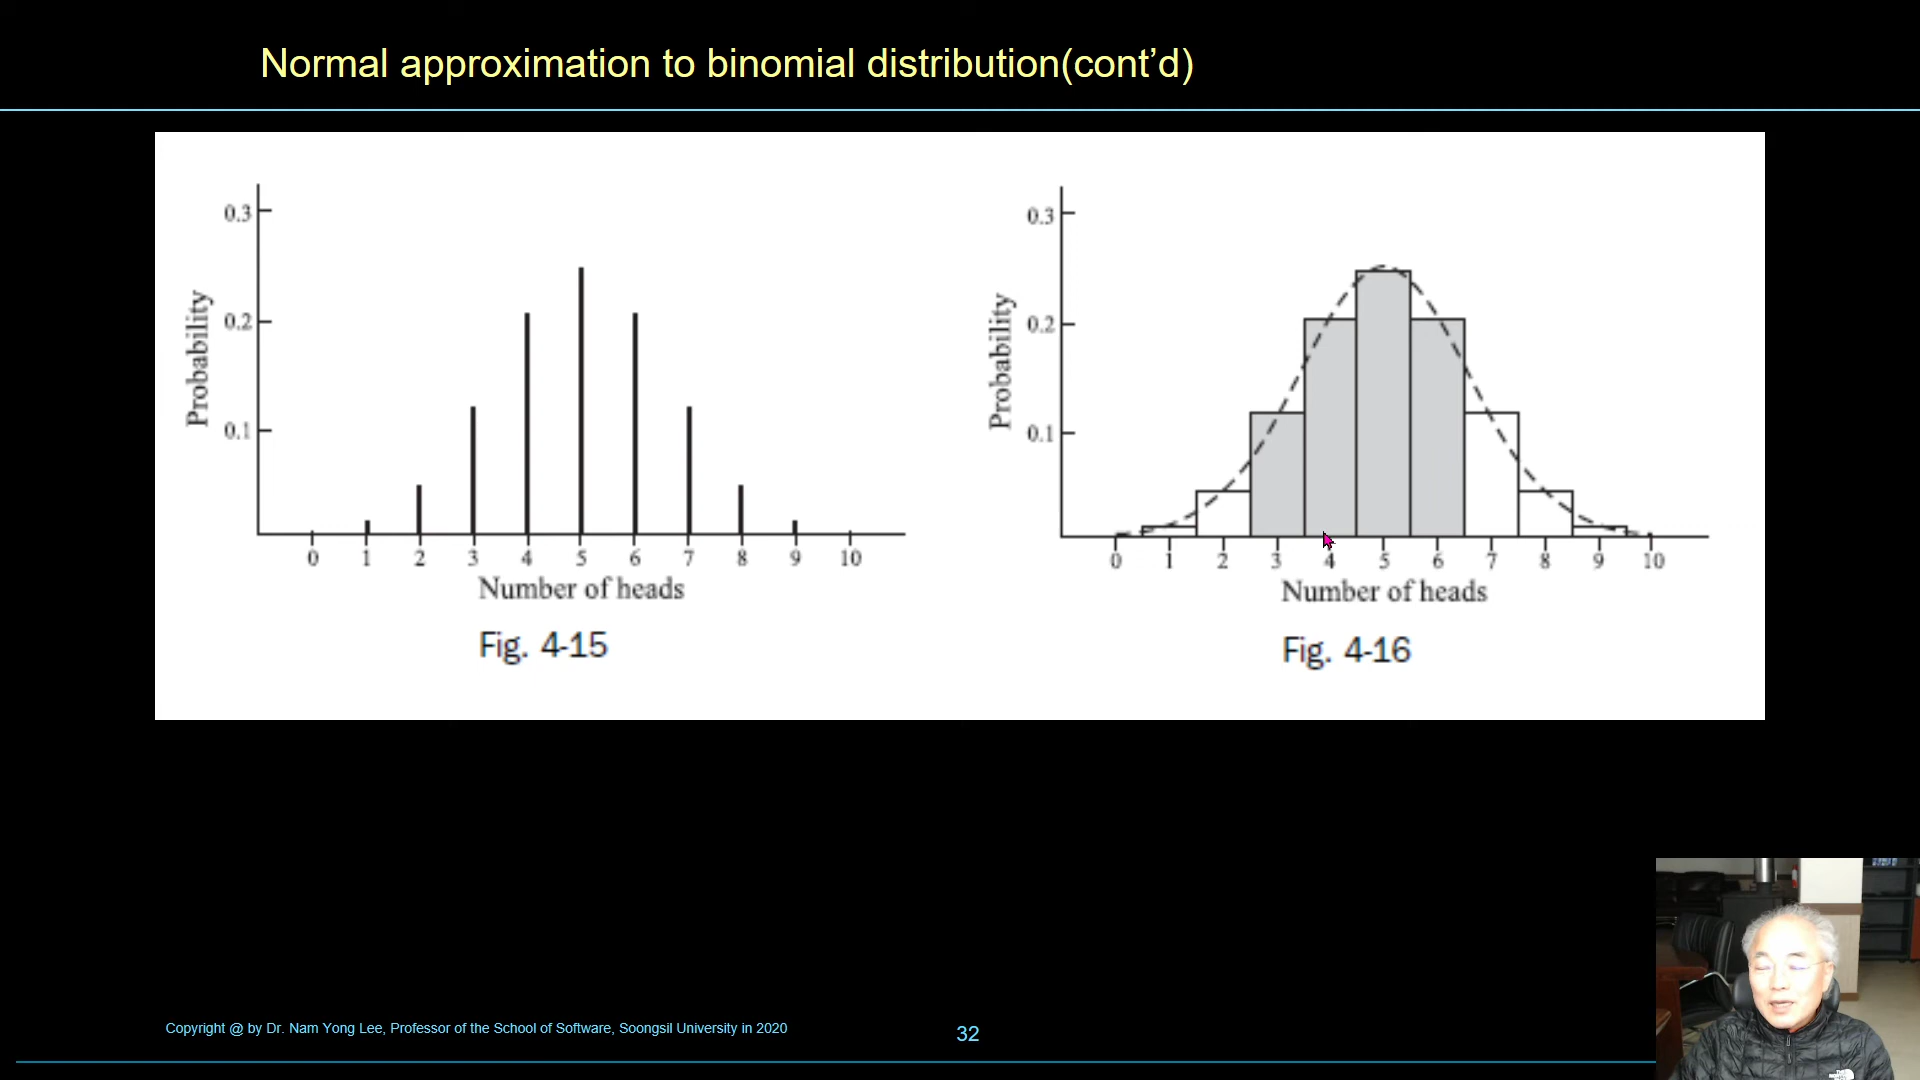 Normal approximation to binomial distribution(cont’d)
0.3
0.2
0.1
Probability
0 1 2 3 4 5 6 7 8 9 10
Number of heads
Fig. 4-15
0.3
0.2
0.1
Probability
0 1 2 3 4 5 6 7 8 9 10
Number of heads
Fig. 4-16
Copyright @ by Dr. Nam Yong Lee, Professor of the School of Software, Soongsil University in 2020
32